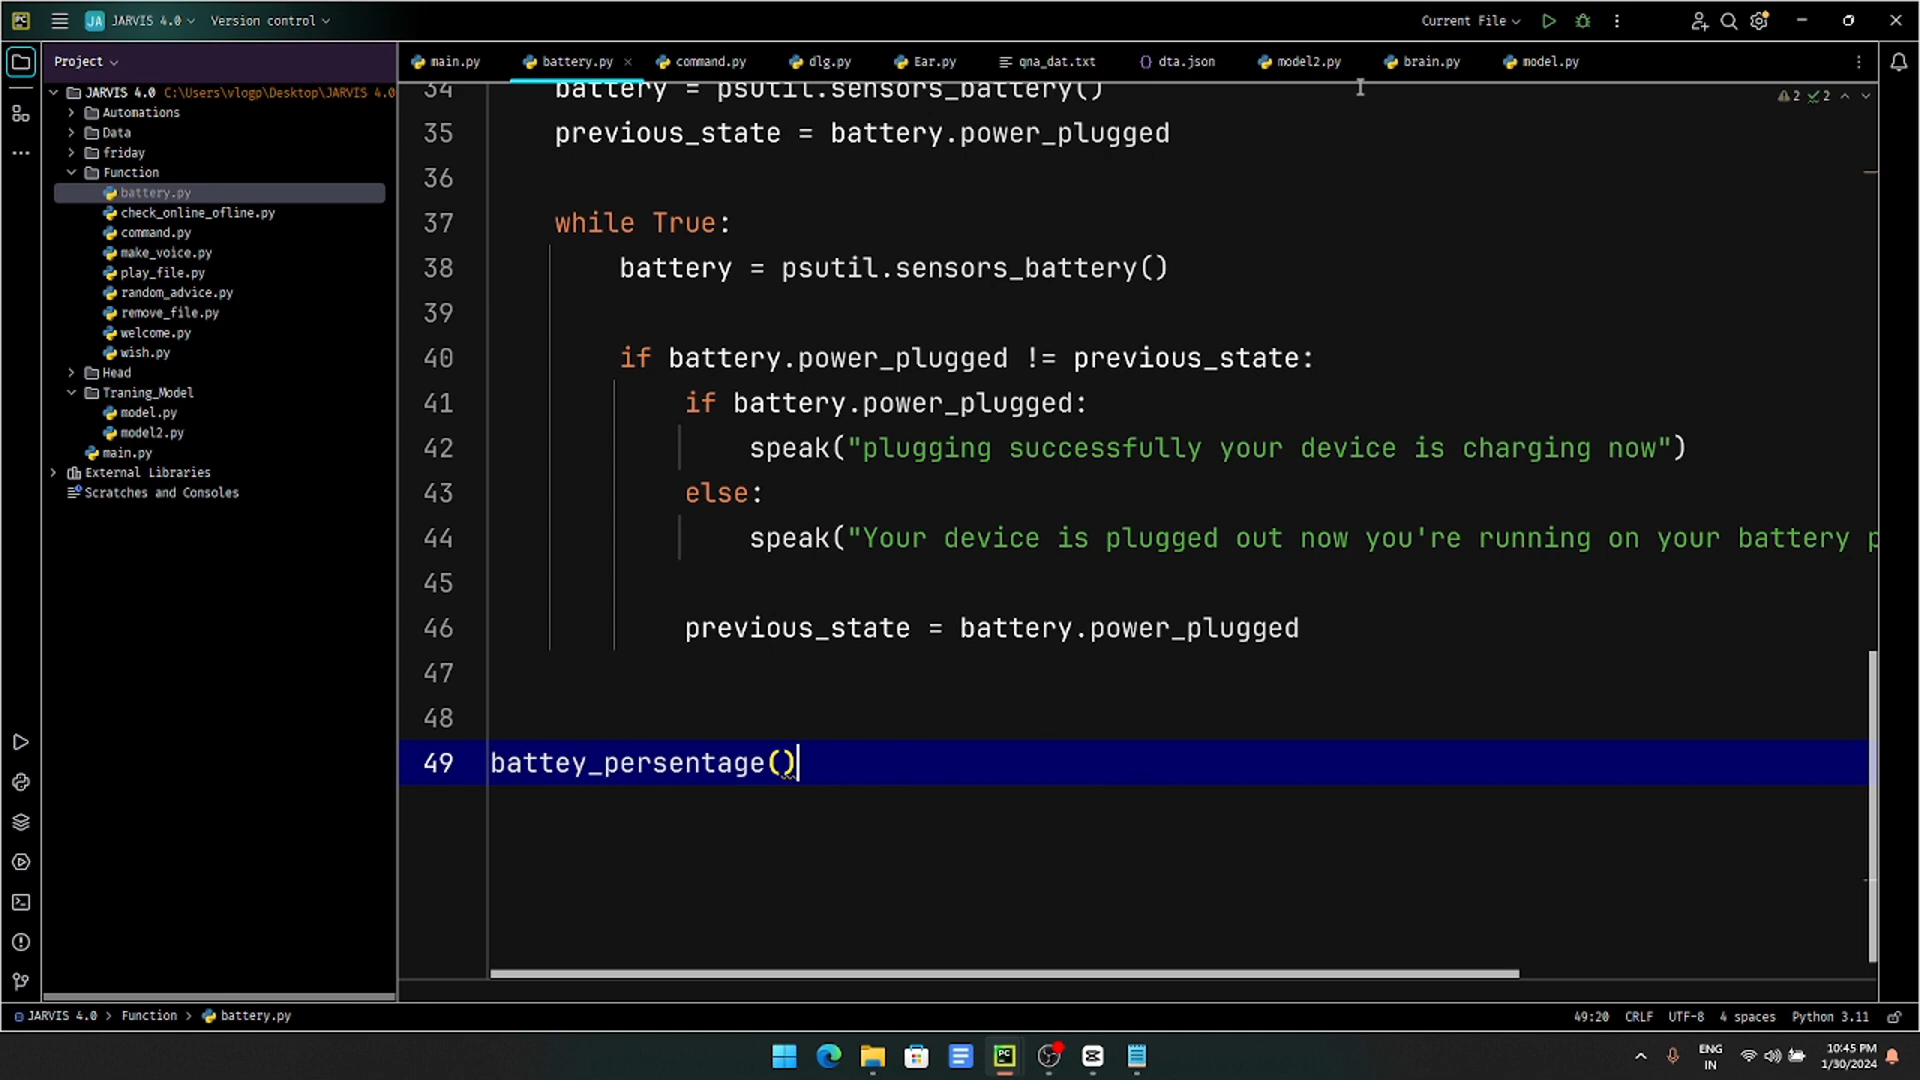 PC
JA JARVIS 4.0
Version control
Current File
Project
main.py
battery.py
command.py
dlg.py
Ear.py
qna_dat.txt
{} dta.json
model2.py
brain.py
model.py
JARVIS 4.0 C:\Users\vlogp\Desktop\JARVIS 4.0
Automations
Data
friday
Function
battery.py
check_online_ofline.py
command.py
make_voice.py
play_file.py
random_advice.py
remove_file.py
welcome.py
wish.py
Head
Traning_Model
model.py
model2.py
main.py
External Libraries
Scratches and Consoles
2 2
34 battery = psutil.sensors_battery()
35 previous_state = battery.power_plugged
36
37 while True:
38 battery = psutil.sensors_battery()
39
40 if battery.power_plugged != previous_state:
41 if battery.power_plugged:
42 speak("plugging successfully your device is charging now")
43 else:
44 speak("Your device is plugged out now you're running on your battery p
45
46 previous_state = battery.power_plugged
47
48
49 battey_persentage()
JARVIS 4.0 > Function > battery.py
49:20 CRLF UTF-8 4 spaces Python 3.11
PC
ENG
IN
10:45 PM
1/30/2024